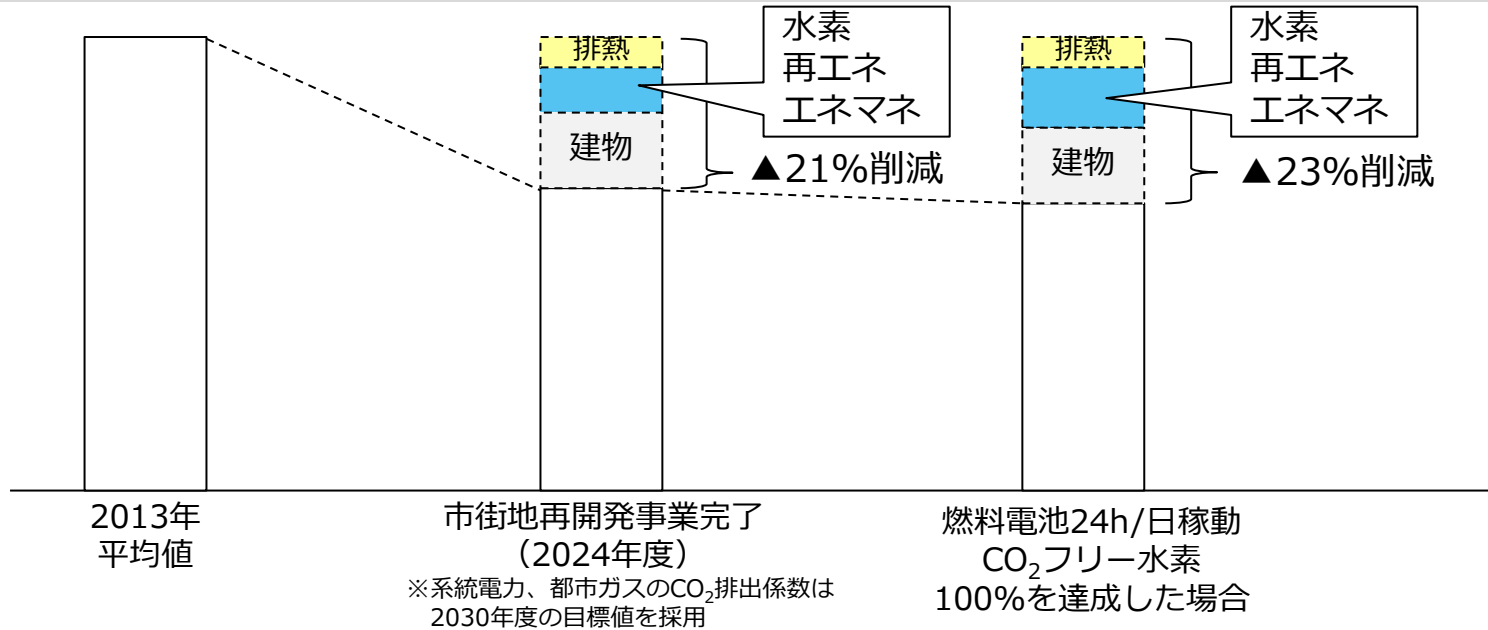 排熱
建物
水素
再エネ
エネマネ
▲21%削減
排熱
建物
水素
再エネ
エネマネ
▲23%削減
2013年
平均値
市街地再開発事業完了
（2024年度）
※系統電力、都市ガスのCO₂排出係数は
2030年度の目標値を採用
燃料電池24h/日稼動
CO₂フリー水素
100%を達成した場合